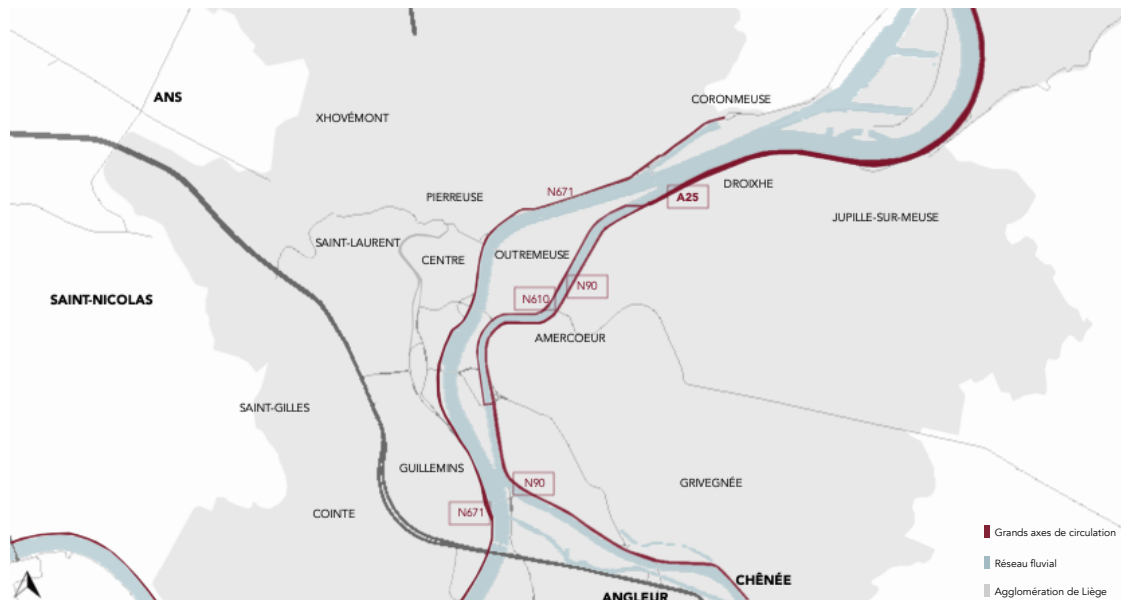 CORONMEUSE
ANS
XHOVÉMONT
DROIXHE
N671
PIERREUSE
A25
JUPILLE-SUR-MEUSE
SAINT-LAURENT
OUTREMEUSE
CENTRE
N90
N610
SAINT-NICOLAS
AMERCOEUR
SAINT-GILLES
GUILLEMINS
N90
GRIVEGNÉE
N671
COINTE
Grands axes de circulation
Réseau fluvial
CHÊNÉE
Agglomération de Liège
ANGLEUR